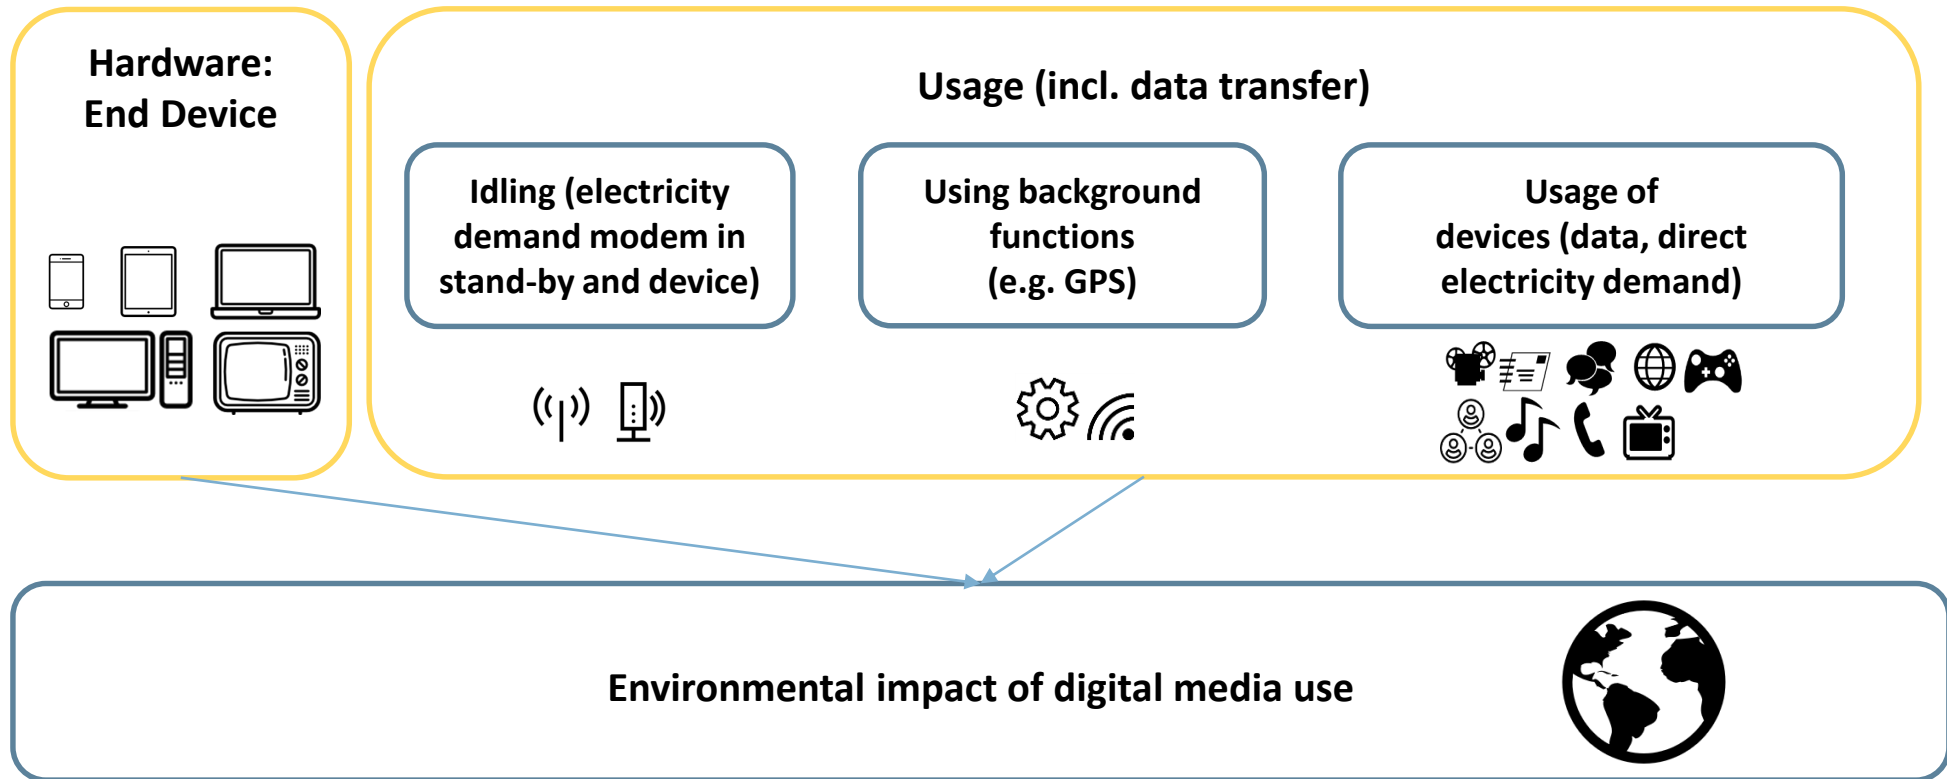 Hardware:
End Device
Usage (incl. data transfer)
Idling (electricity
demand modem in
stand-by and device)
Using background
functions
(e.g. GPS)
Usage of
devices (data, direct
electricity demand)
Environmental impact of digital media use